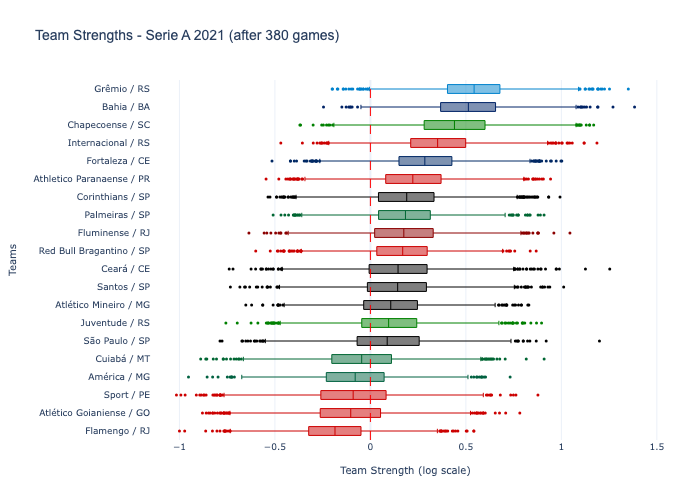 Team Strengths - Serie A 2021 (after 380 games)
Grêmio / RS
Bahia / BA
Chapecoense / SC
Internacional / RS
Fortaleza / CE
Athletico Paranaense / PR
Corinthians / SP
Palmeiras / SP
Fluminense / RJ
Red Bull Bragantino / SP
Ceará / CE
Santos / SP
Atlético Mineiro / MG
Juventude / RS
São Paulo / SP
Cuiabá / MT
América / MG
Sport / PE
Atlético Goianiense / GO
Flamengo / RJ
Teams
−1 −0.5 0 0.5 1 1.5
Team Strength (log scale)